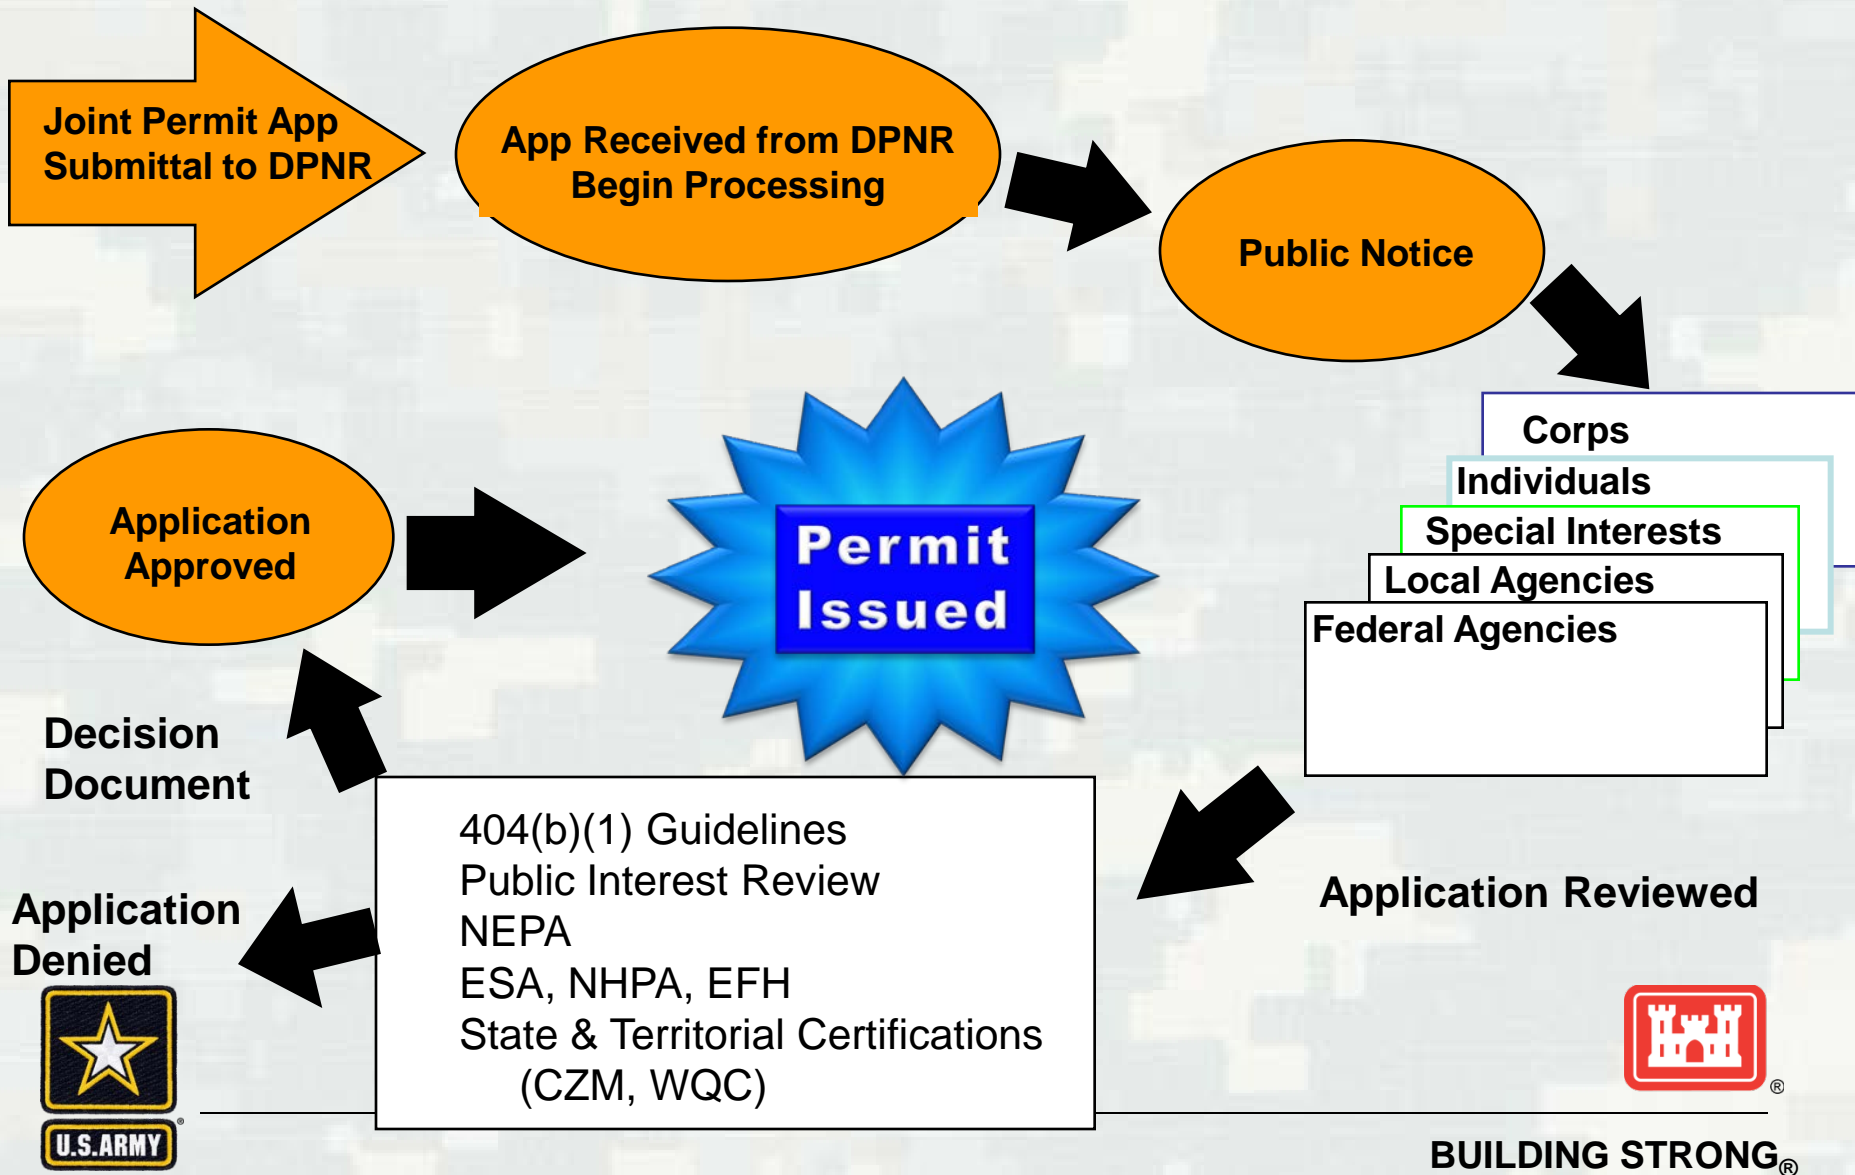 Joint Permit App
Submittal to DPNR
App Received from DPNR
Begin Processing
Public Notice
Corps
Individuals
Special Interests
Local Agencies
Federal Agencies
Application
Approved
Permit
Issued
Decision
Document
404(b)(1) Guidelines
Public Interest Review
NEPA
ESA, NHPA, EFH
State & Territorial Certifications
(CZM, WQC)
Application Reviewed
Application
Denied
U.S.ARMY
®
®
BUILDING STRONG®